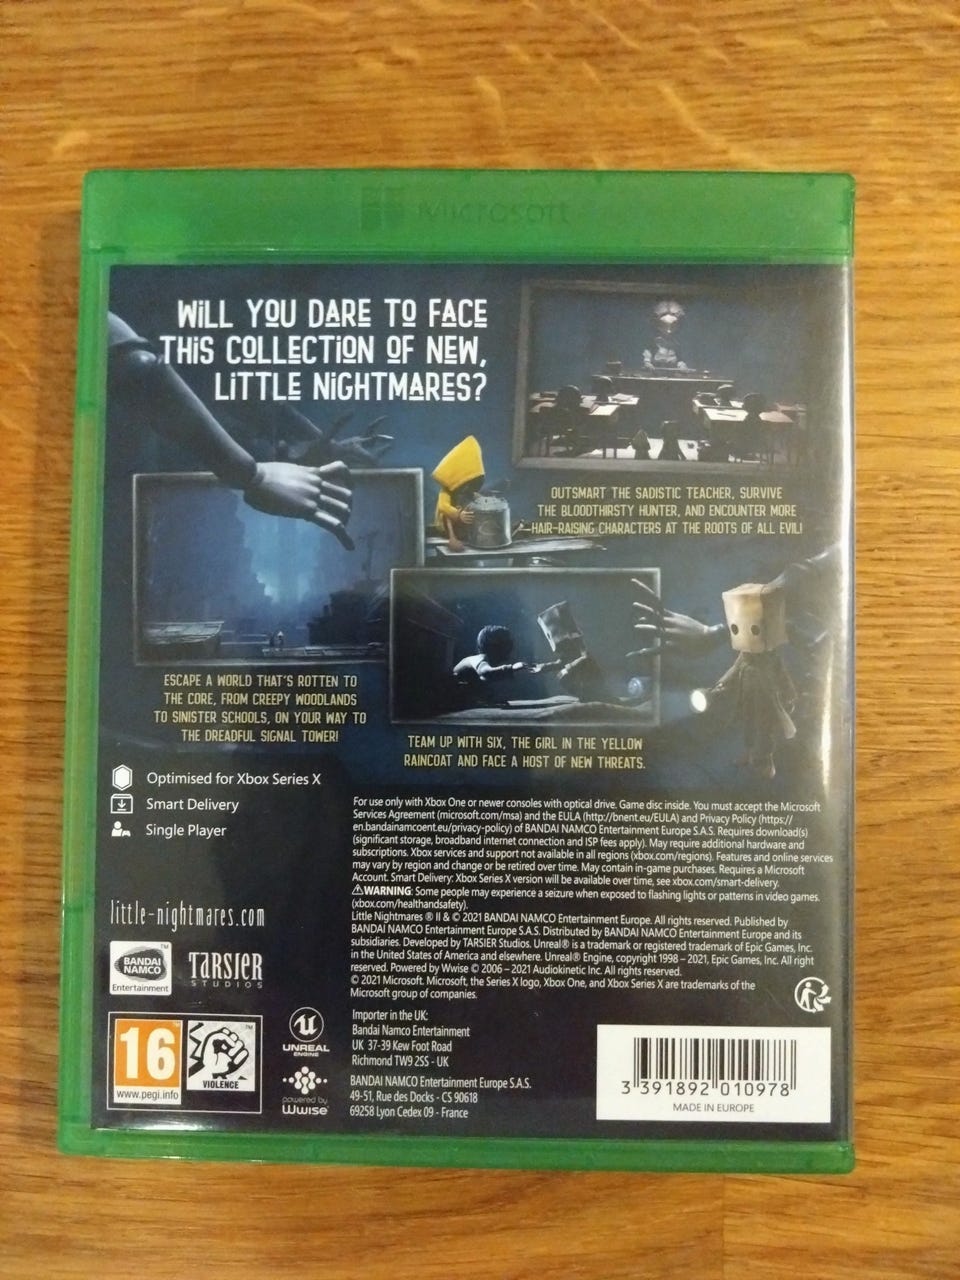 Microsoft
WILL YOU DARE TO FACE
THIS COLLECTION OF NEW,
LITTLE NIGHTMARES?
OUTSMART THE SADISTIC TEACHER, SURVIVE
THE BLOODTHIRSTY HUNTER, AND ENCOUNTER MORE
HAIR-RAISING CHARACTERS AT THE ROOTS OF ALL EVIL!
ESCAPE A WORLD THAT'S ROTTEN TO
THE CORE, FROM CREEPY WOODLANDS
TO SINISTER SCHOOLS, ON YOUR WAY TO
THE DREADFUL SIGNAL TOWER!
TEAM UP WITH SIX, THE GIRL IN THE YELLOW
RAINCOAT AND FACE A HOST OF NEW THREATS.
Optimised for Xbox Series X
Smart Delivery
Single Player
For use only with Xbox One or newer consoles with optical drive. Game disc inside. You must accept the Microsoft
Services Agreement (microsoft.com/msa) and the EULA (http://bnent.eu/EULA) and Privacy Policy (https://
en.bandainamcoent.eu/privacy-policy) of BANDAI NAMCO Entertainment Europe S.A.S. Requires download(s)
(significant storage, broadband internet connection and ISP fees apply). May require additional hardware and
subscriptions. Xbox services and support not available in all regions (xbox.com/regions). Features and online services
may vary by region and change or be retired over time. May contain in-game purchases. Requires a Microsoft
Account. Smart Delivery: Xbox Series X version will be available over time, see xbox.com/smart-delivery.
⚠WARNING: Some people may experience a seizure when exposed to flashing lights or patterns in video games.
(xbox.com/healthandsafety).
Little Nightmares ® II & © 2021 BANDAI NAMCO Entertainment Europe. All rights reserved. Published by
BANDAI NAMCO Entertainment Europe S.A.S. Distributed by BANDAI NAMCO Entertainment Europe and its
subsidiaries. Developed by TARSIER Studios. Unreal® is a trademark or registered trademark of Epic Games, Inc.
in the United States of America and elsewhere. Unreal® Engine, copyright 1998 – 2021, Epic Games, Inc. All right
reserved. Powered by Wwise © 2006 – 2021 Audiokinetic Inc. All rights reserved.
© 2021 Microsoft. Microsoft, the Series X logo, Xbox One, and Xbox Series X are trademarks of the
Microsoft group of companies.
little-nightmares.com
BANDAI
NAMCO
Entertainment
TM
TARSIER
STUDIOS
16
www.pegi.info
VIOLENCE
TM
UNREAL
ENGINE
powered by
Wwise
Importer in the UK:
Bandai Namco Entertainment
UK 37-39 Kew Foot Road
Richmond TW9 2SS - UK
BANDAI NAMCO Entertainment Europe S.A.S.
49-51, Rue des Docks - CS 90618
69258 Lyon Cedex 09 - France
3 391892 010978
MADE IN EUROPE